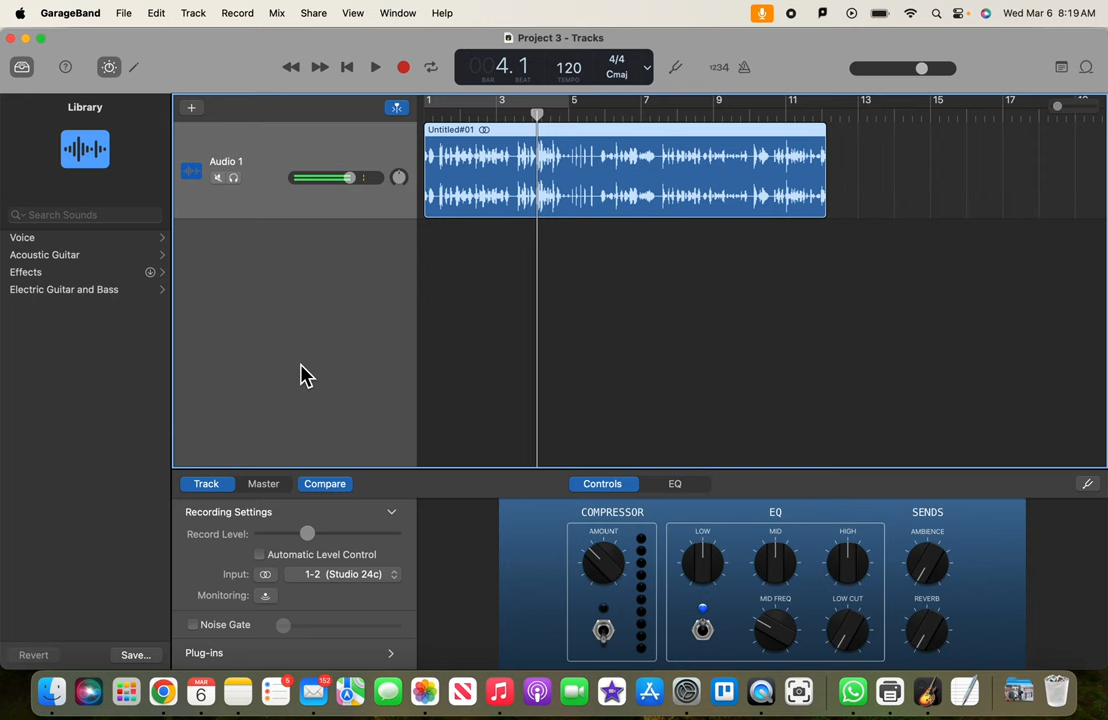 GarageBand File Edit Track Record Mix Share View Window Help Wed Mar 6 8:19 AM
Project 3 - Tracks
004. 1 120 4/4 Cmaj
BAR BEAT TEMPO
1234
Library
1 3 5 7 9 11 13 15 17
Untitled#01
Audio 1
Search Sounds
Voice
Acoustic Guitar
Effects
Electric Guitar and Bass
Track Master Compare Controls EQ
Recording Settings
Record Level:
Automatic Level Control
Input: 1-2 (Studio 24c)
Monitoring:
Noise Gate
Plug-ins
COMPRESSOR EQ SENDS
AMOUNT LOW MID HIGH AMBIENCE
MID FREQ LOW CUT REVERB
Revert Save...
MAR
6
5
152